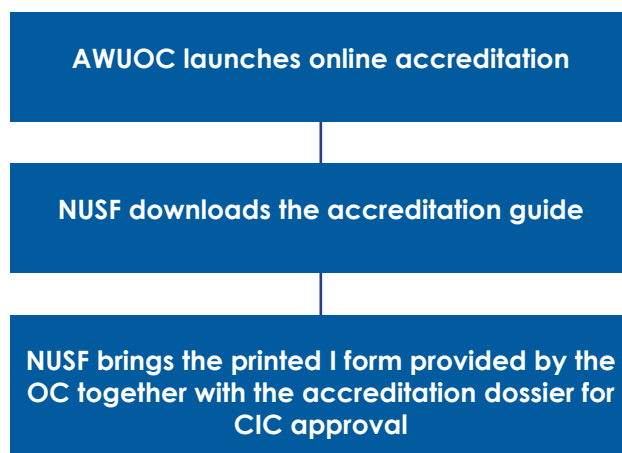 AWUOC launches online accreditation
NUSF downloads the accreditation guide
NUSF brings the printed I form provided by the
OC together with the accreditation dossier for
CIC approval